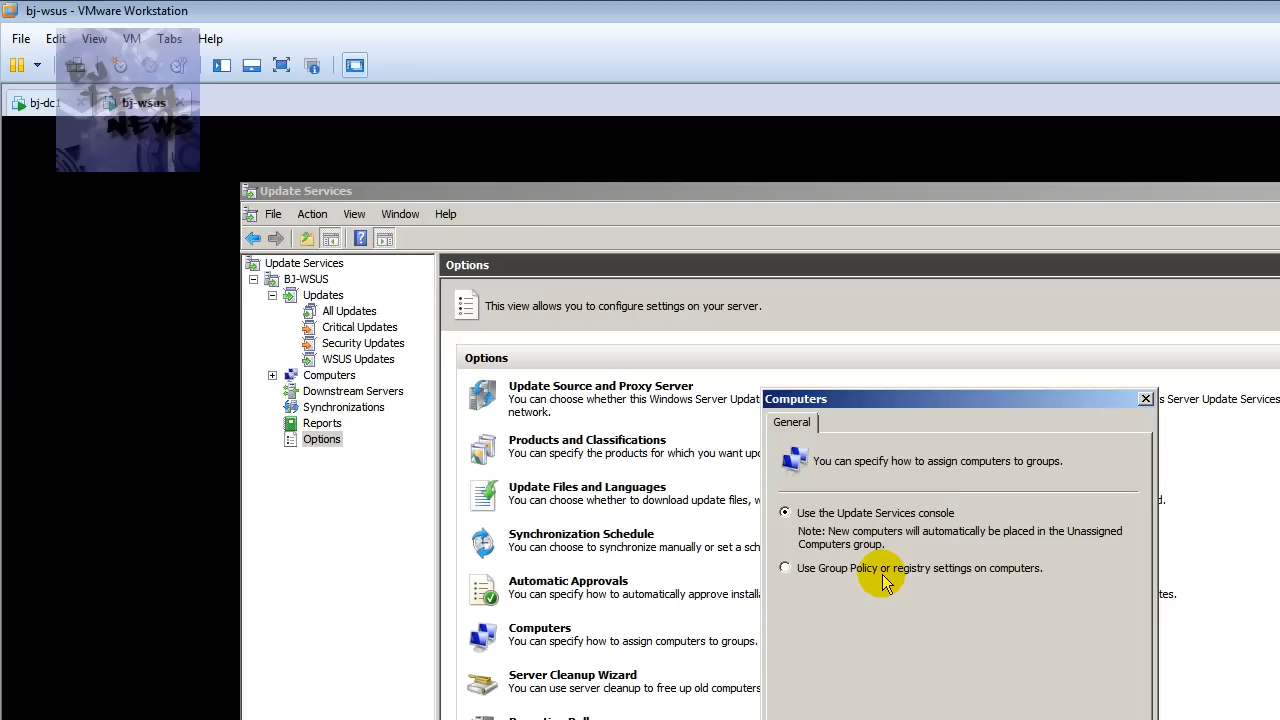 bj-wsus - VMware Workstation
File Edit View VM Tabs Help
bj-dc1 bj-wsus
BJ
TECH
NEWS
Update Services
File Action View Window Help
Update Services
BJ-WSUS
Updates
All Updates
Critical Updates
Security Updates
WSUS Updates
Computers
Downstream Servers
Synchronizations
Reports
Options
Options
This view allows you to configure settings on your server.
Options
Update Source and Proxy Server
You can choose whether this Windows Server Updat
s Server Update Services
network.
Products and Classifications
You can specify the products for which you want up
Update Files and Languages
You can choose whether to download update files, w
d.
Synchronization Schedule
You can choose to synchronize manually or set a sch
Automatic Approvals
You can specify how to automatically approve install
tes.
Computers
You can specify how to assign computers to groups.
Server Cleanup Wizard
You can use server cleanup to free up old computers
Computers
General
You can specify how to assign computers to groups.
Use the Update Services console
Note: New computers will automatically be placed in the Unassigned
Computers group.
Use Group Policy or registry settings on computers.